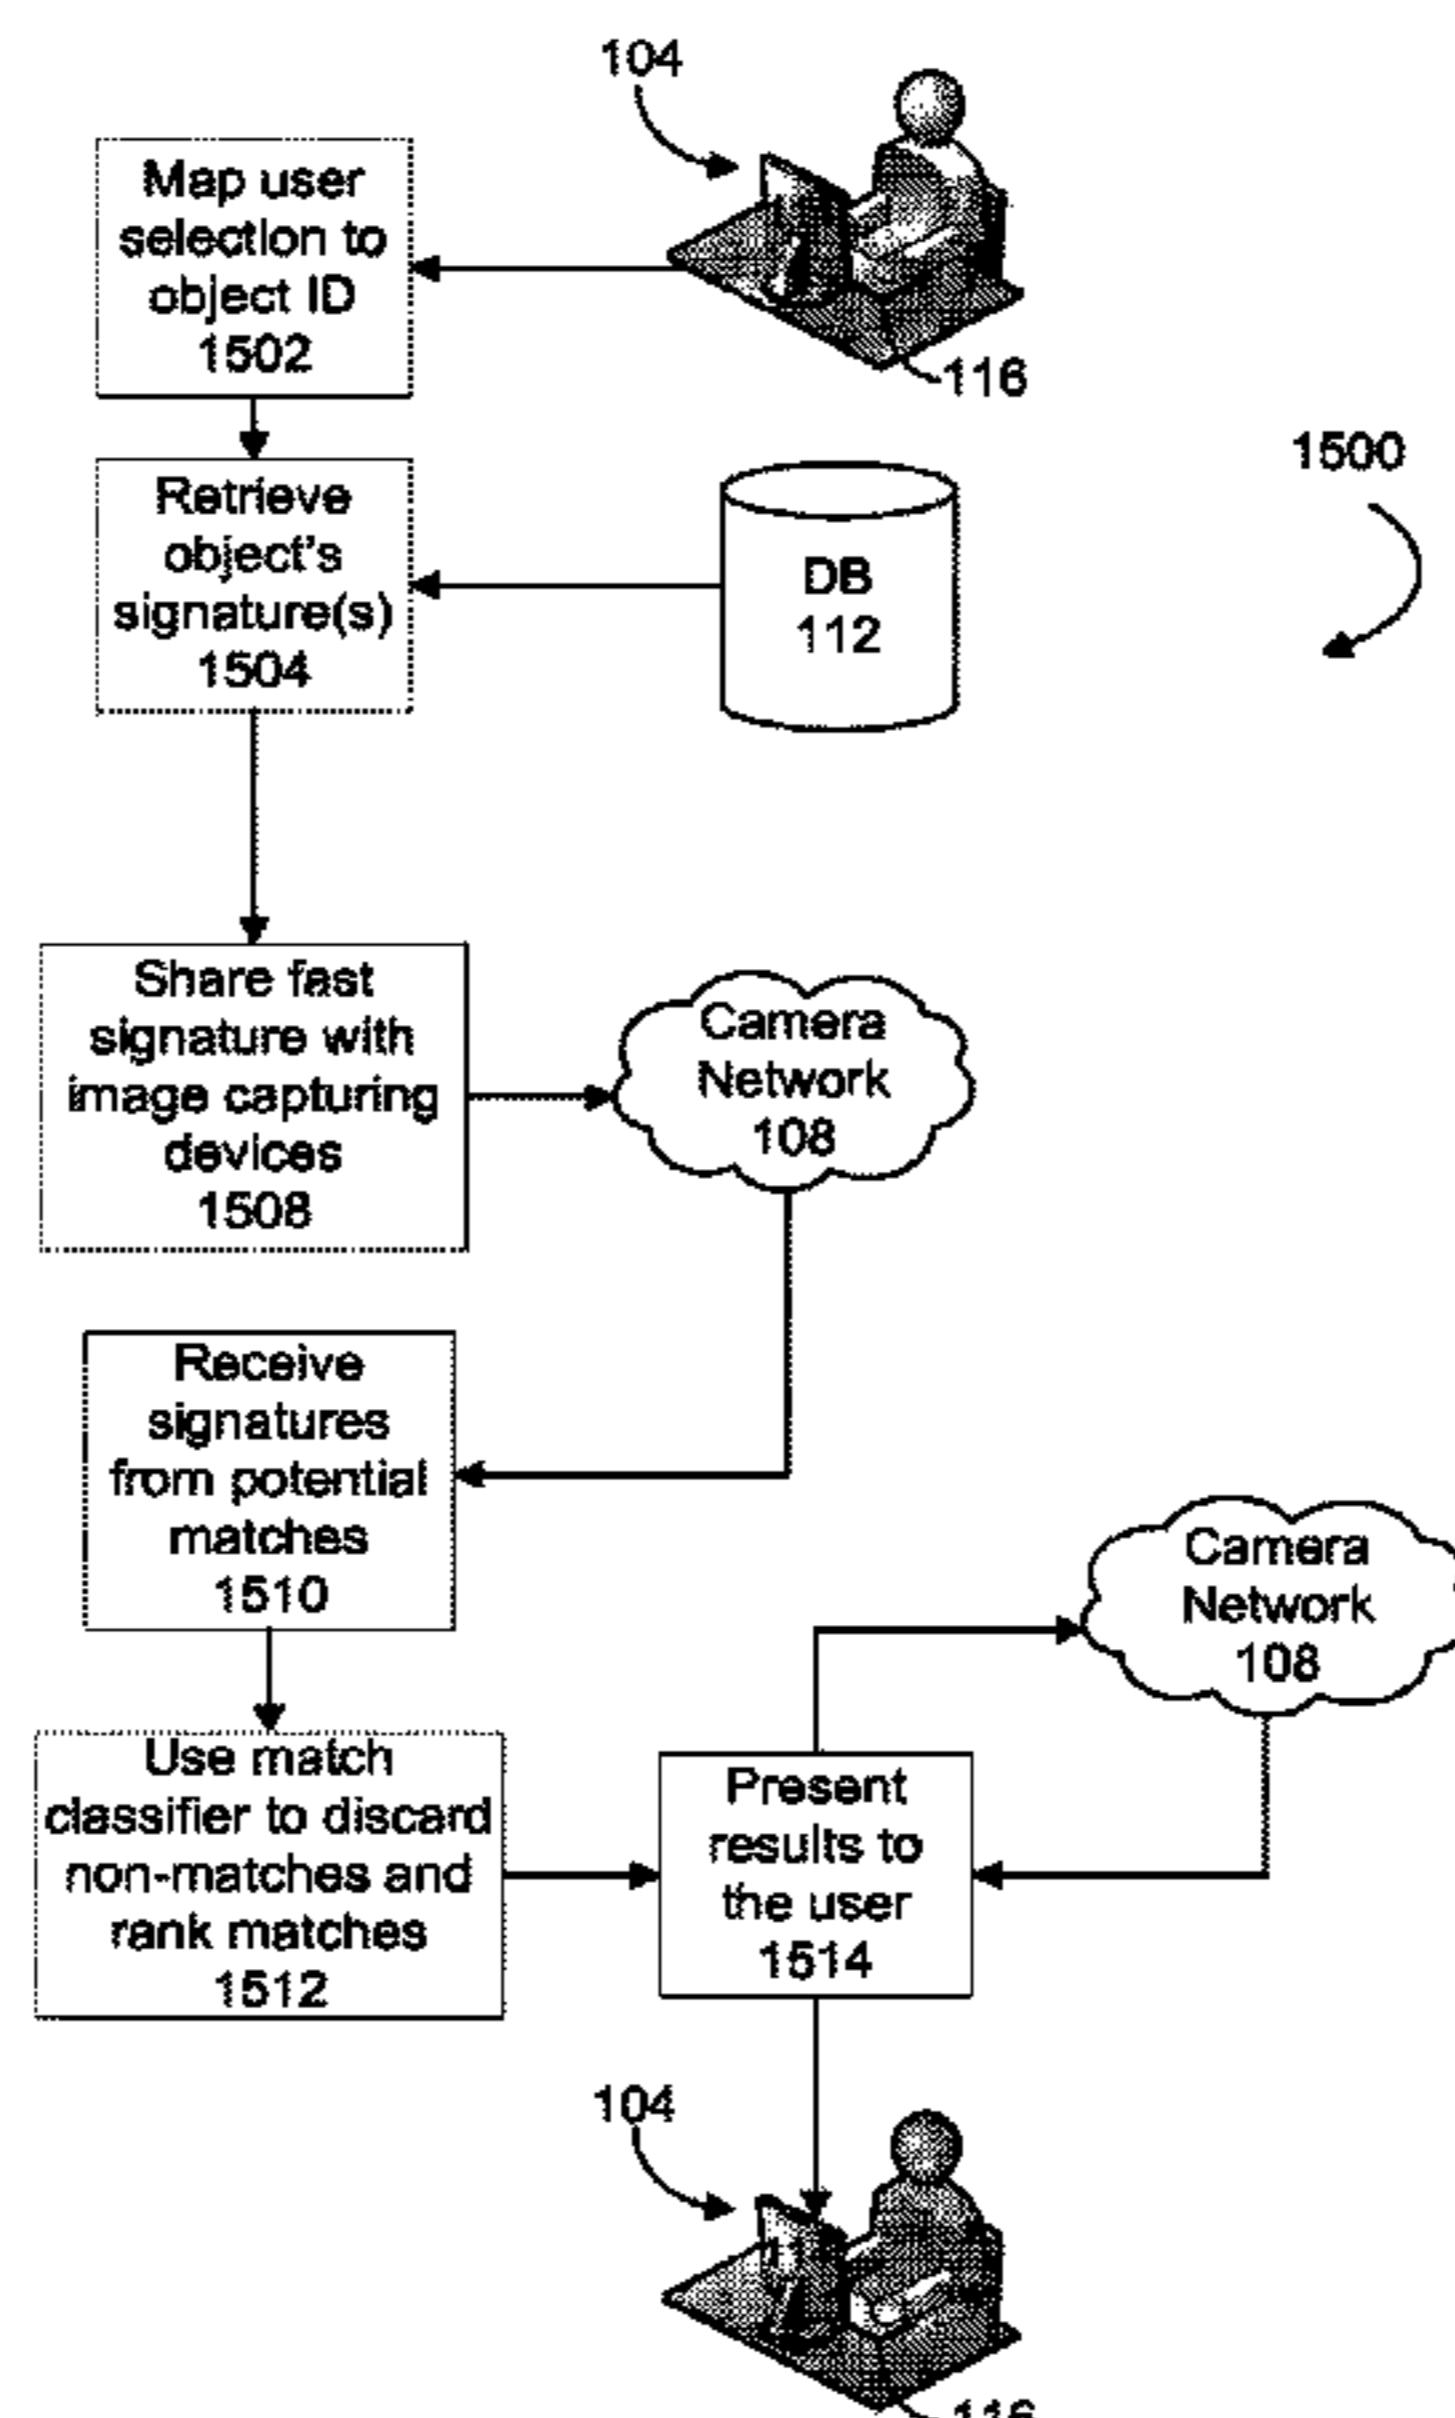 104
Map user
selection to
object ID
1502
116
1500
Retrieve
object's
signature(s)
1504
DB
112
Share fast
signature with
image capturing
devices
1508
Camera
Network
108
Receive
signatures
from potential
matches
1510
Camera
Network
108
Use match
classifier to discard
non-matches and
rank matches
1512
Present
results to
the user
1514
104
116